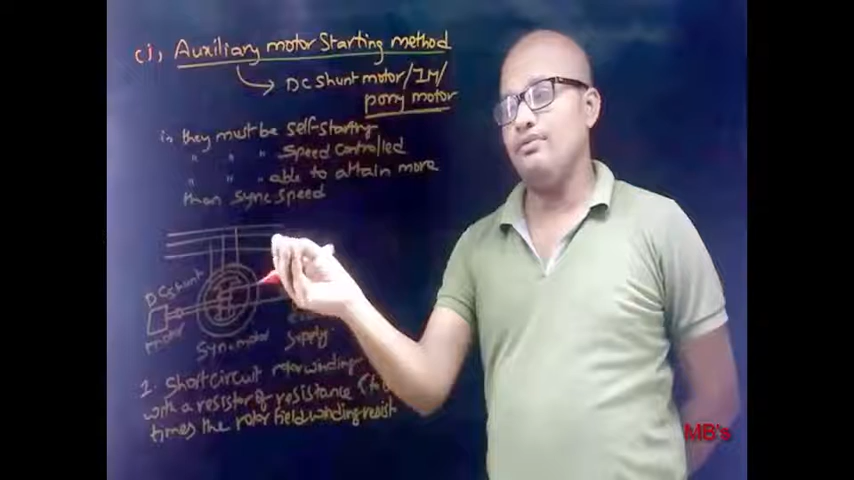 c), Auxiliary motor Starting method
DC shunt motor/IM/
pony motor
in they must be self-starting
" " " Speed Controlled
" " " able to attain more
than sync speed
DC shunt
motor
Syn-motor
Supply
1. Short circuit rotor winding
with a resistor of resistance
times the rotor field winding resist
MB's